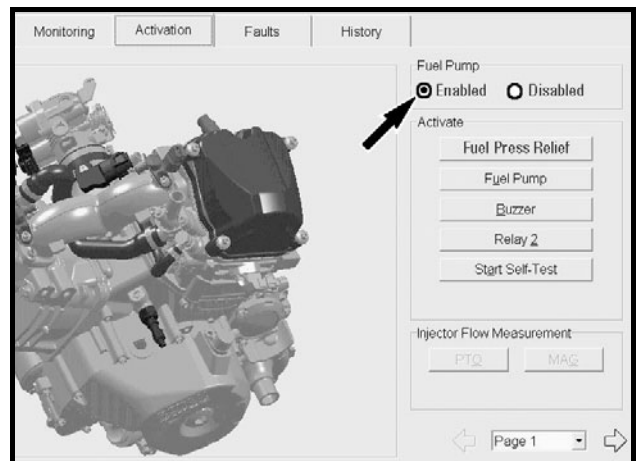 Monitoring Activation Faults History
Fuel Pump
Enabled Disabled
Activate
Fuel Press Relief
Fuel Pump
Buzzer
Relay 2
Start Self-Test
Injector Flow Measurement
PTO MAG
Page 1